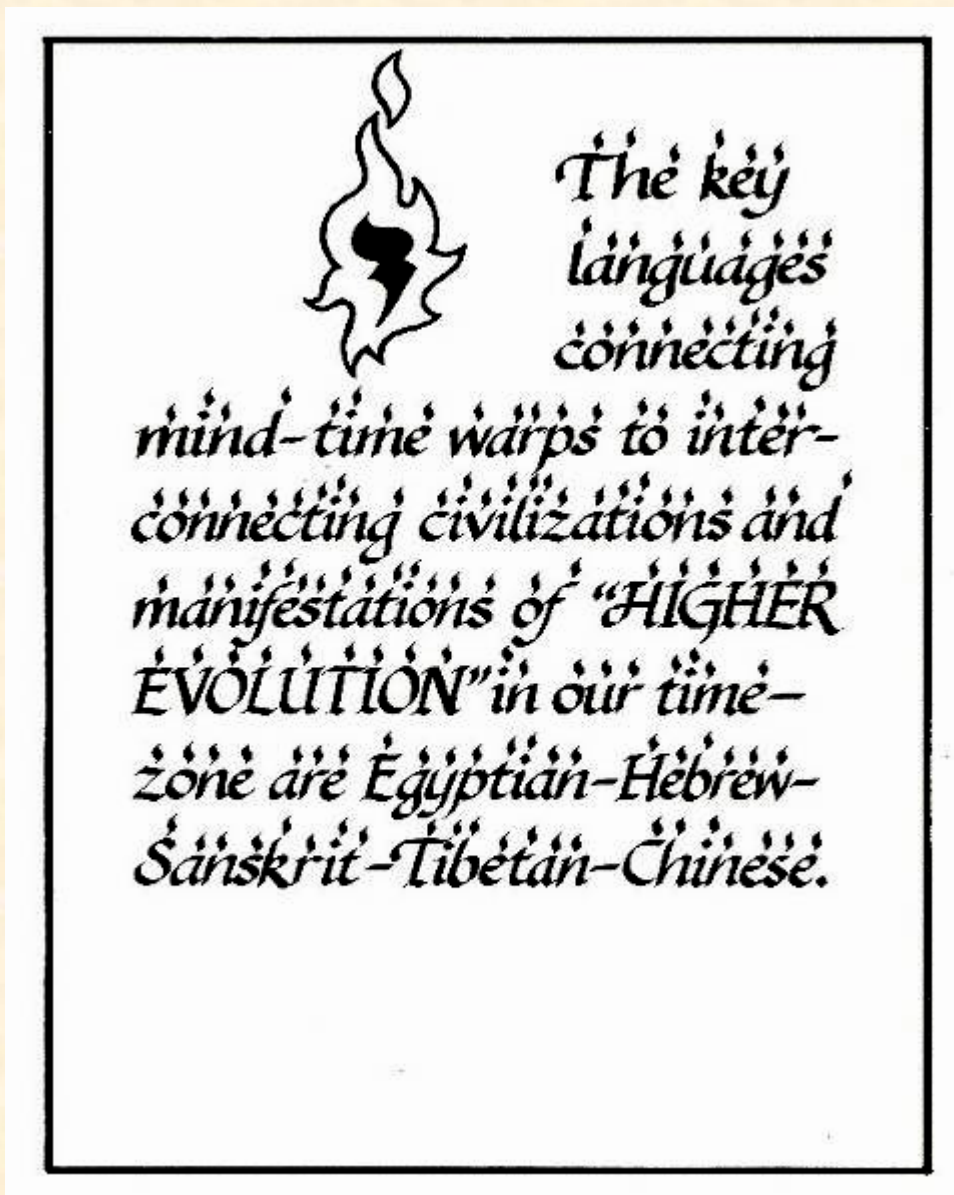 The key
languages
connecting
mind-time warps to inter-
connecting civilizations and
manifestations of “HIGHER
EVOLUTION” in our time-
zone are Egyptian-Hebrew-
Sanskrit-Tibetan-Chinese.